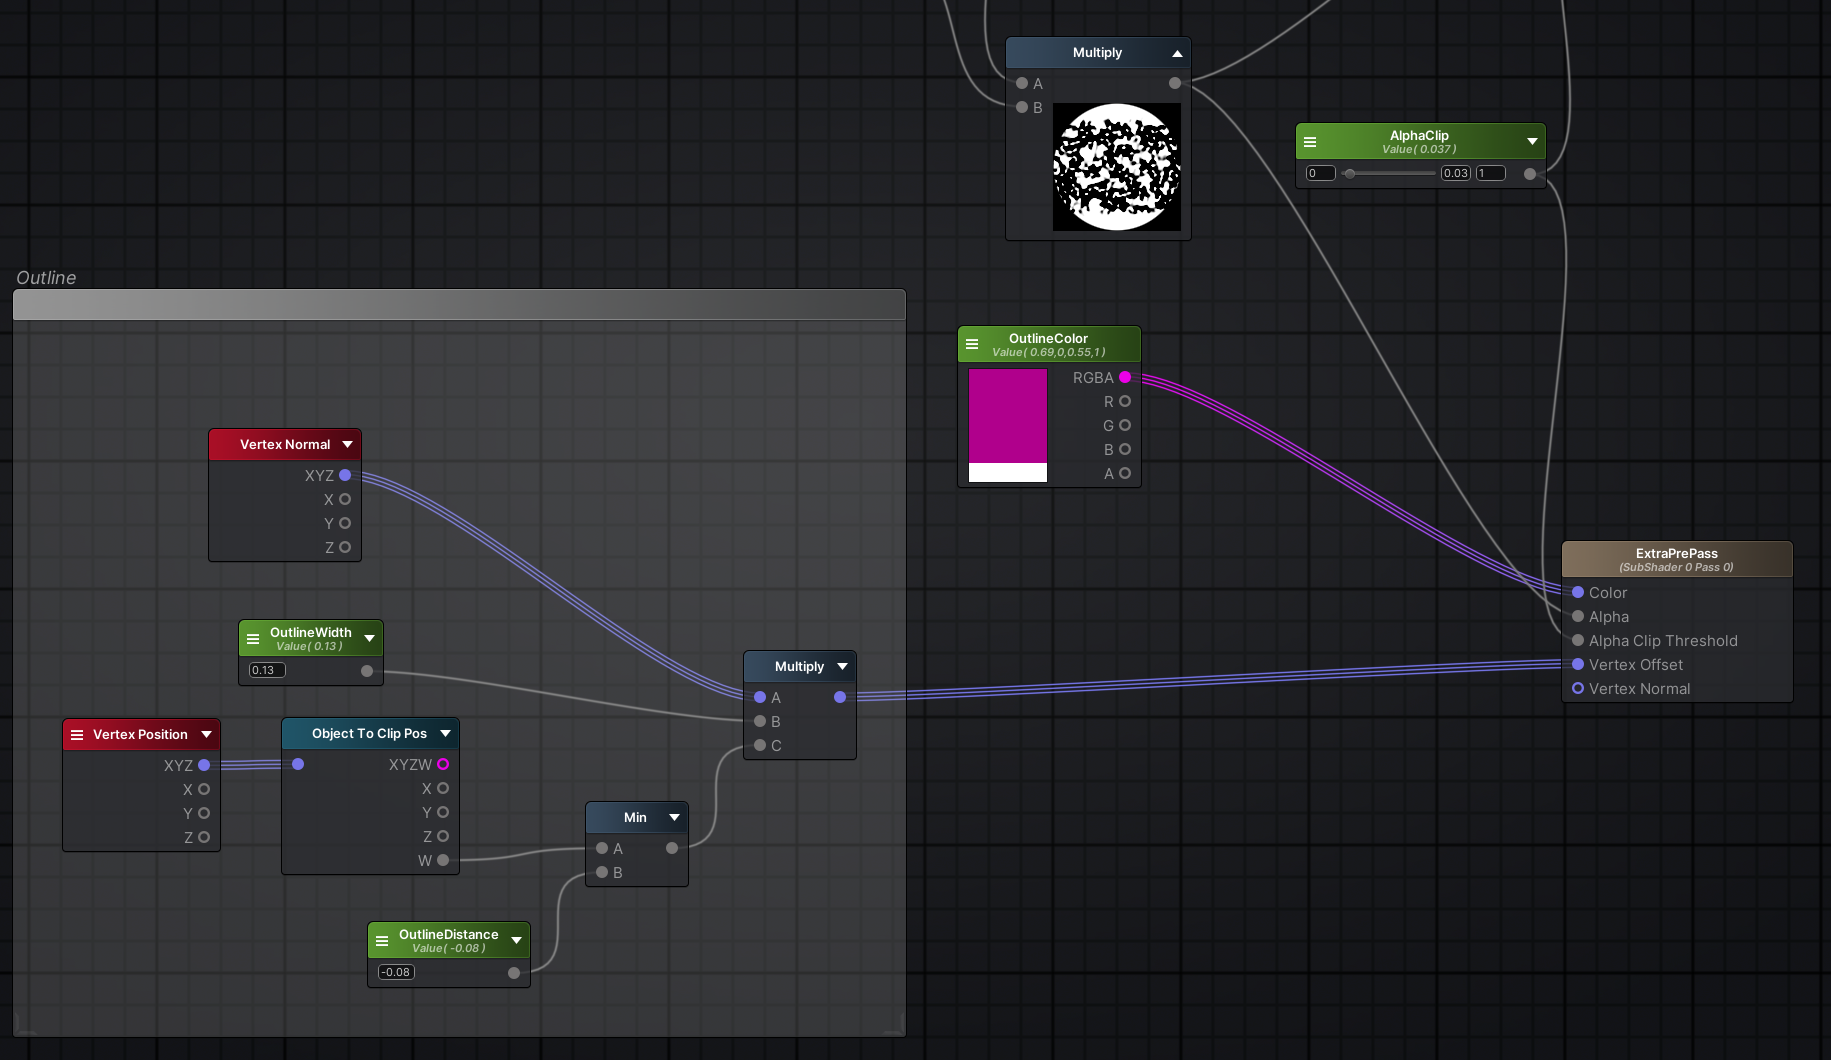 Multiply
A
B
AlphaClip
Value( 0.037 )
0
0.03
1
Outline
OutlineColor
Value( 0.69,0,0.55,1 )
RGBA
R
G
B
A
Vertex Normal
XYZ
X
Y
Z
ExtraPrePass
(SubShader 0 Pass 0)
Color
Alpha
Alpha Clip Threshold
Vertex Offset
Vertex Normal
OutlineWidth
Value( 0.13 )
0.13
Multiply
A
B
C
Vertex Position
XYZ
X
Y
Z
Object To Clip Pos
XYZW
X
Y
Z
W
Min
A
B
OutlineDistance
Value( -0.08 )
-0.08